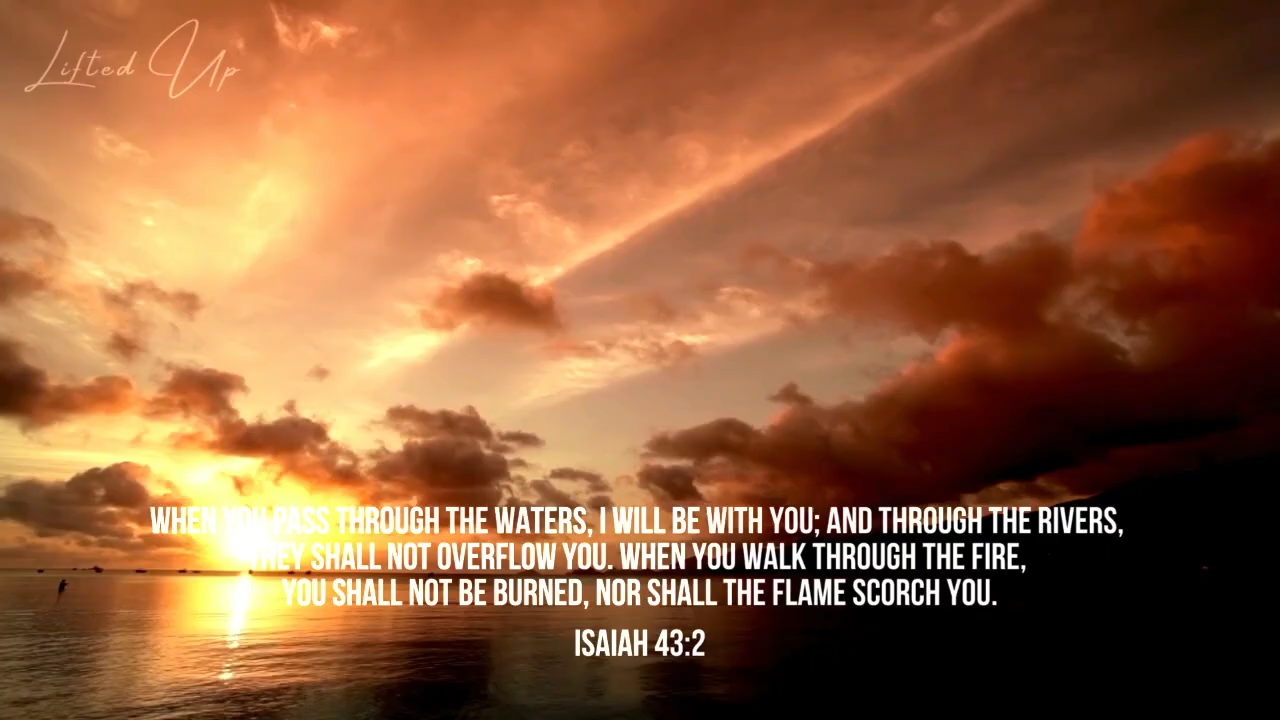 Lifted Up
WHEN YOU PASS THROUGH THE WATERS, I WILL BE WITH YOU; AND THROUGH THE RIVERS,
THEY SHALL NOT OVERFLOW YOU. WHEN YOU WALK THROUGH THE FIRE,
YOU SHALL NOT BE BURNED, NOR SHALL THE FLAME SCORCH YOU.
ISAIAH 43:2